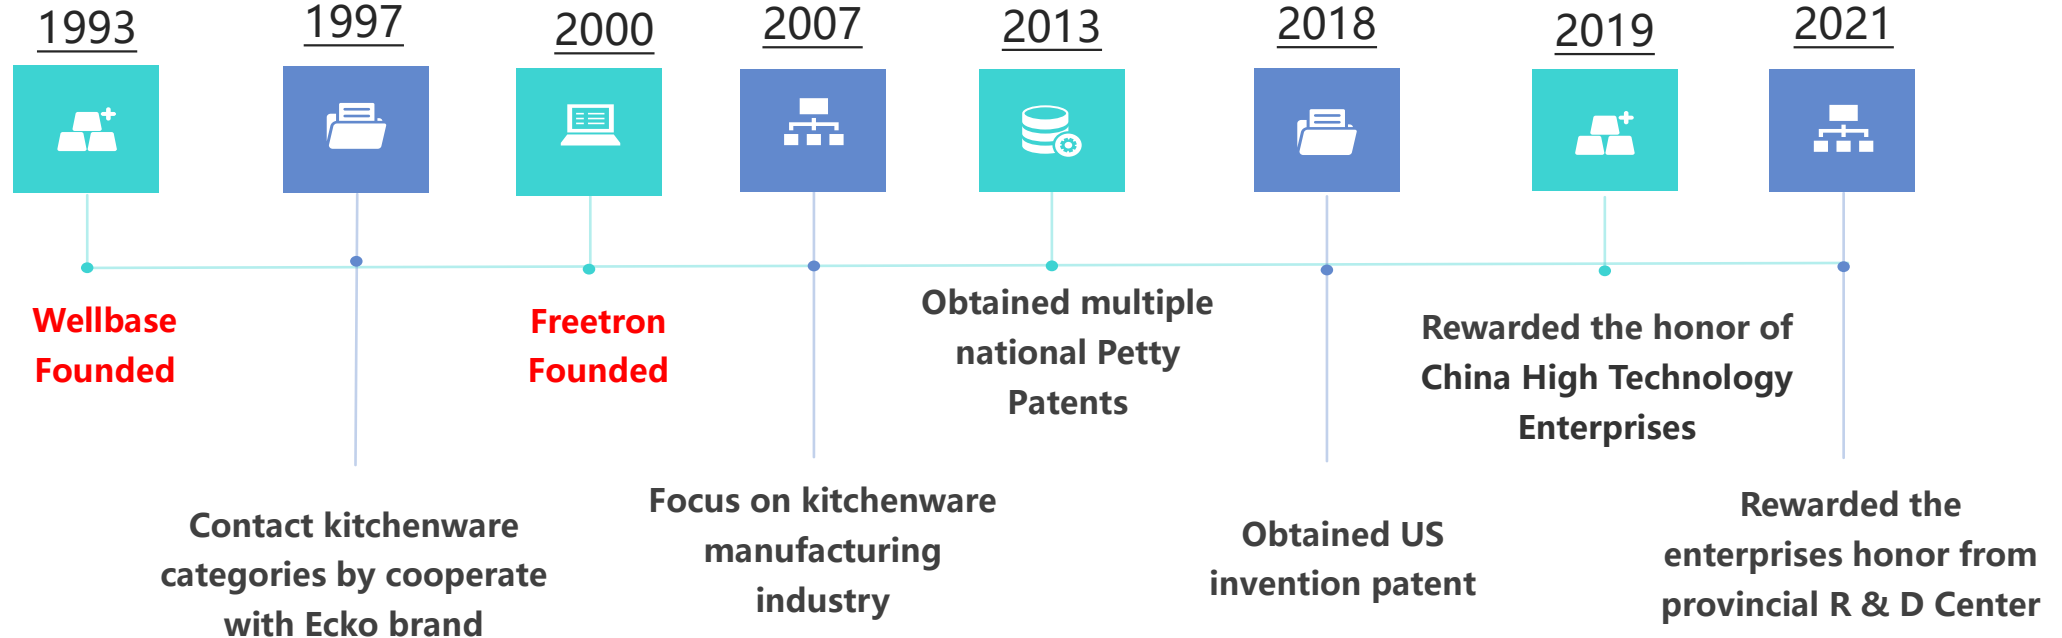 1993
1997
2000
2007
2013
2018
2019
2021
Wellbase
Founded
Contact kitchenware
categories by cooperate
with Ecko brand
Freetron
Founded
Focus on kitchenware
manufacturing
industry
Obtained multiple
national Petty
Patents
Obtained US
invention patent
Rewarded the honor of
China High Technology
Enterprises
Rewarded the
enterprises honor from
provincial R & D Center